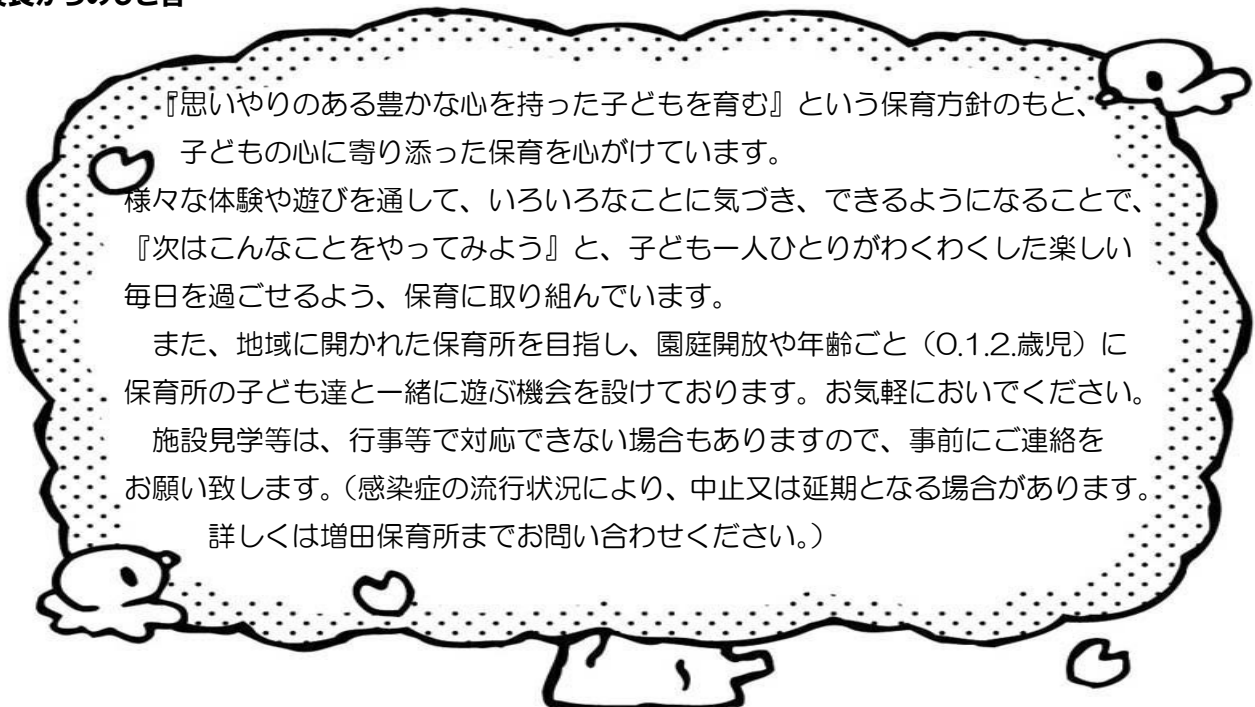 長からのひと言
『思いやりのある豊かな心を持った子どもを育む』という保育方針のもと、
子どもの心に寄り添った保育を心がけています。
様々な体験や遊びを通して、いろいろなことに気づき、できるようになることで、
『次はこんなことをやってみよう』と、子ども一人ひとりがわくわくした楽しい
毎日を過ごせるよう、保育に取り組んでいます。
また、地域に開かれた保育所を目指し、園庭開放や年齢ごと（0.1.2.歳児）に
保育所の子ども達と一緒に遊ぶ機会を設けております。お気軽においでください。
施設見学等は、行事等で対応できない場合もありますので、事前にご連絡を
お願い致します。（感染症の流行状況により、中止又は延期となる場合があります。
詳しくは増田保育所までお問い合わせください。）